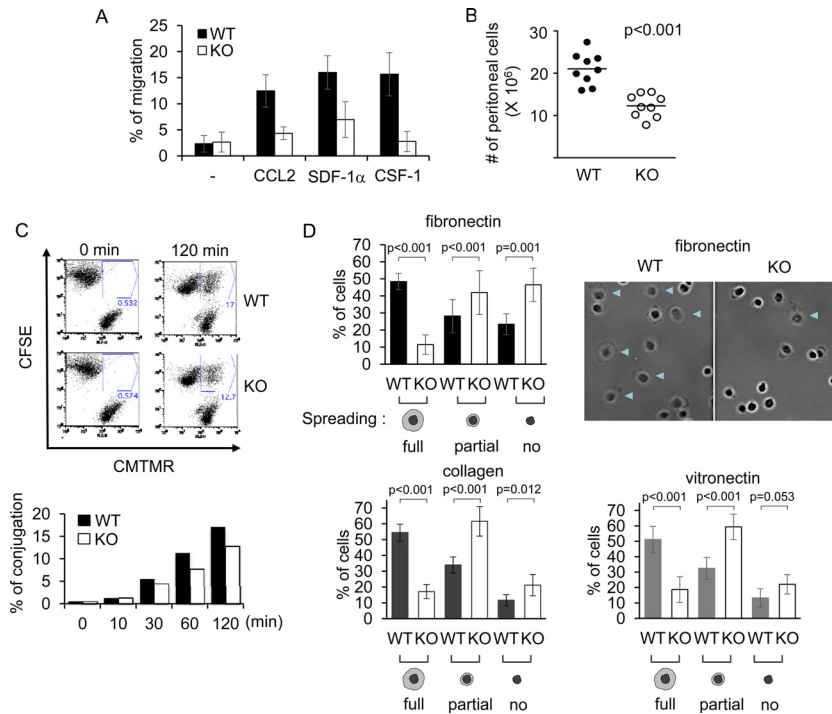 A
WT
KO
% of migration
25
20
15
10
5
0
- CCL2 SDF-1α CSF-1
B
p<0.001
# of peritoneal cells
(X 10⁶)
30
20
10
WT KO
C
0 min 120 min
0.532
17
WT
0.574
12.7
KO
CFSE
CMTMR
WT
KO
% of conjugation
20
15
10
5
0
0 10 30 60 120 (min)
D
fibronectin
p<0.001 p<0.001 p=0.001
% of cells
70
60
50
40
30
20
10
0
WT KO WT KO WT KO
Spreading :
full partial no
fibronectin
WT KO
collagen
p<0.001 p<0.001 p=0.012
% of cells
70
60
50
40
30
20
10
0
WT KO WT KO WT KO
full partial no
vitronectin
p<0.001 p<0.001 p=0.053
% of cells
70
60
50
40
30
20
10
0
WT KO WT KO WT KO
full partial no